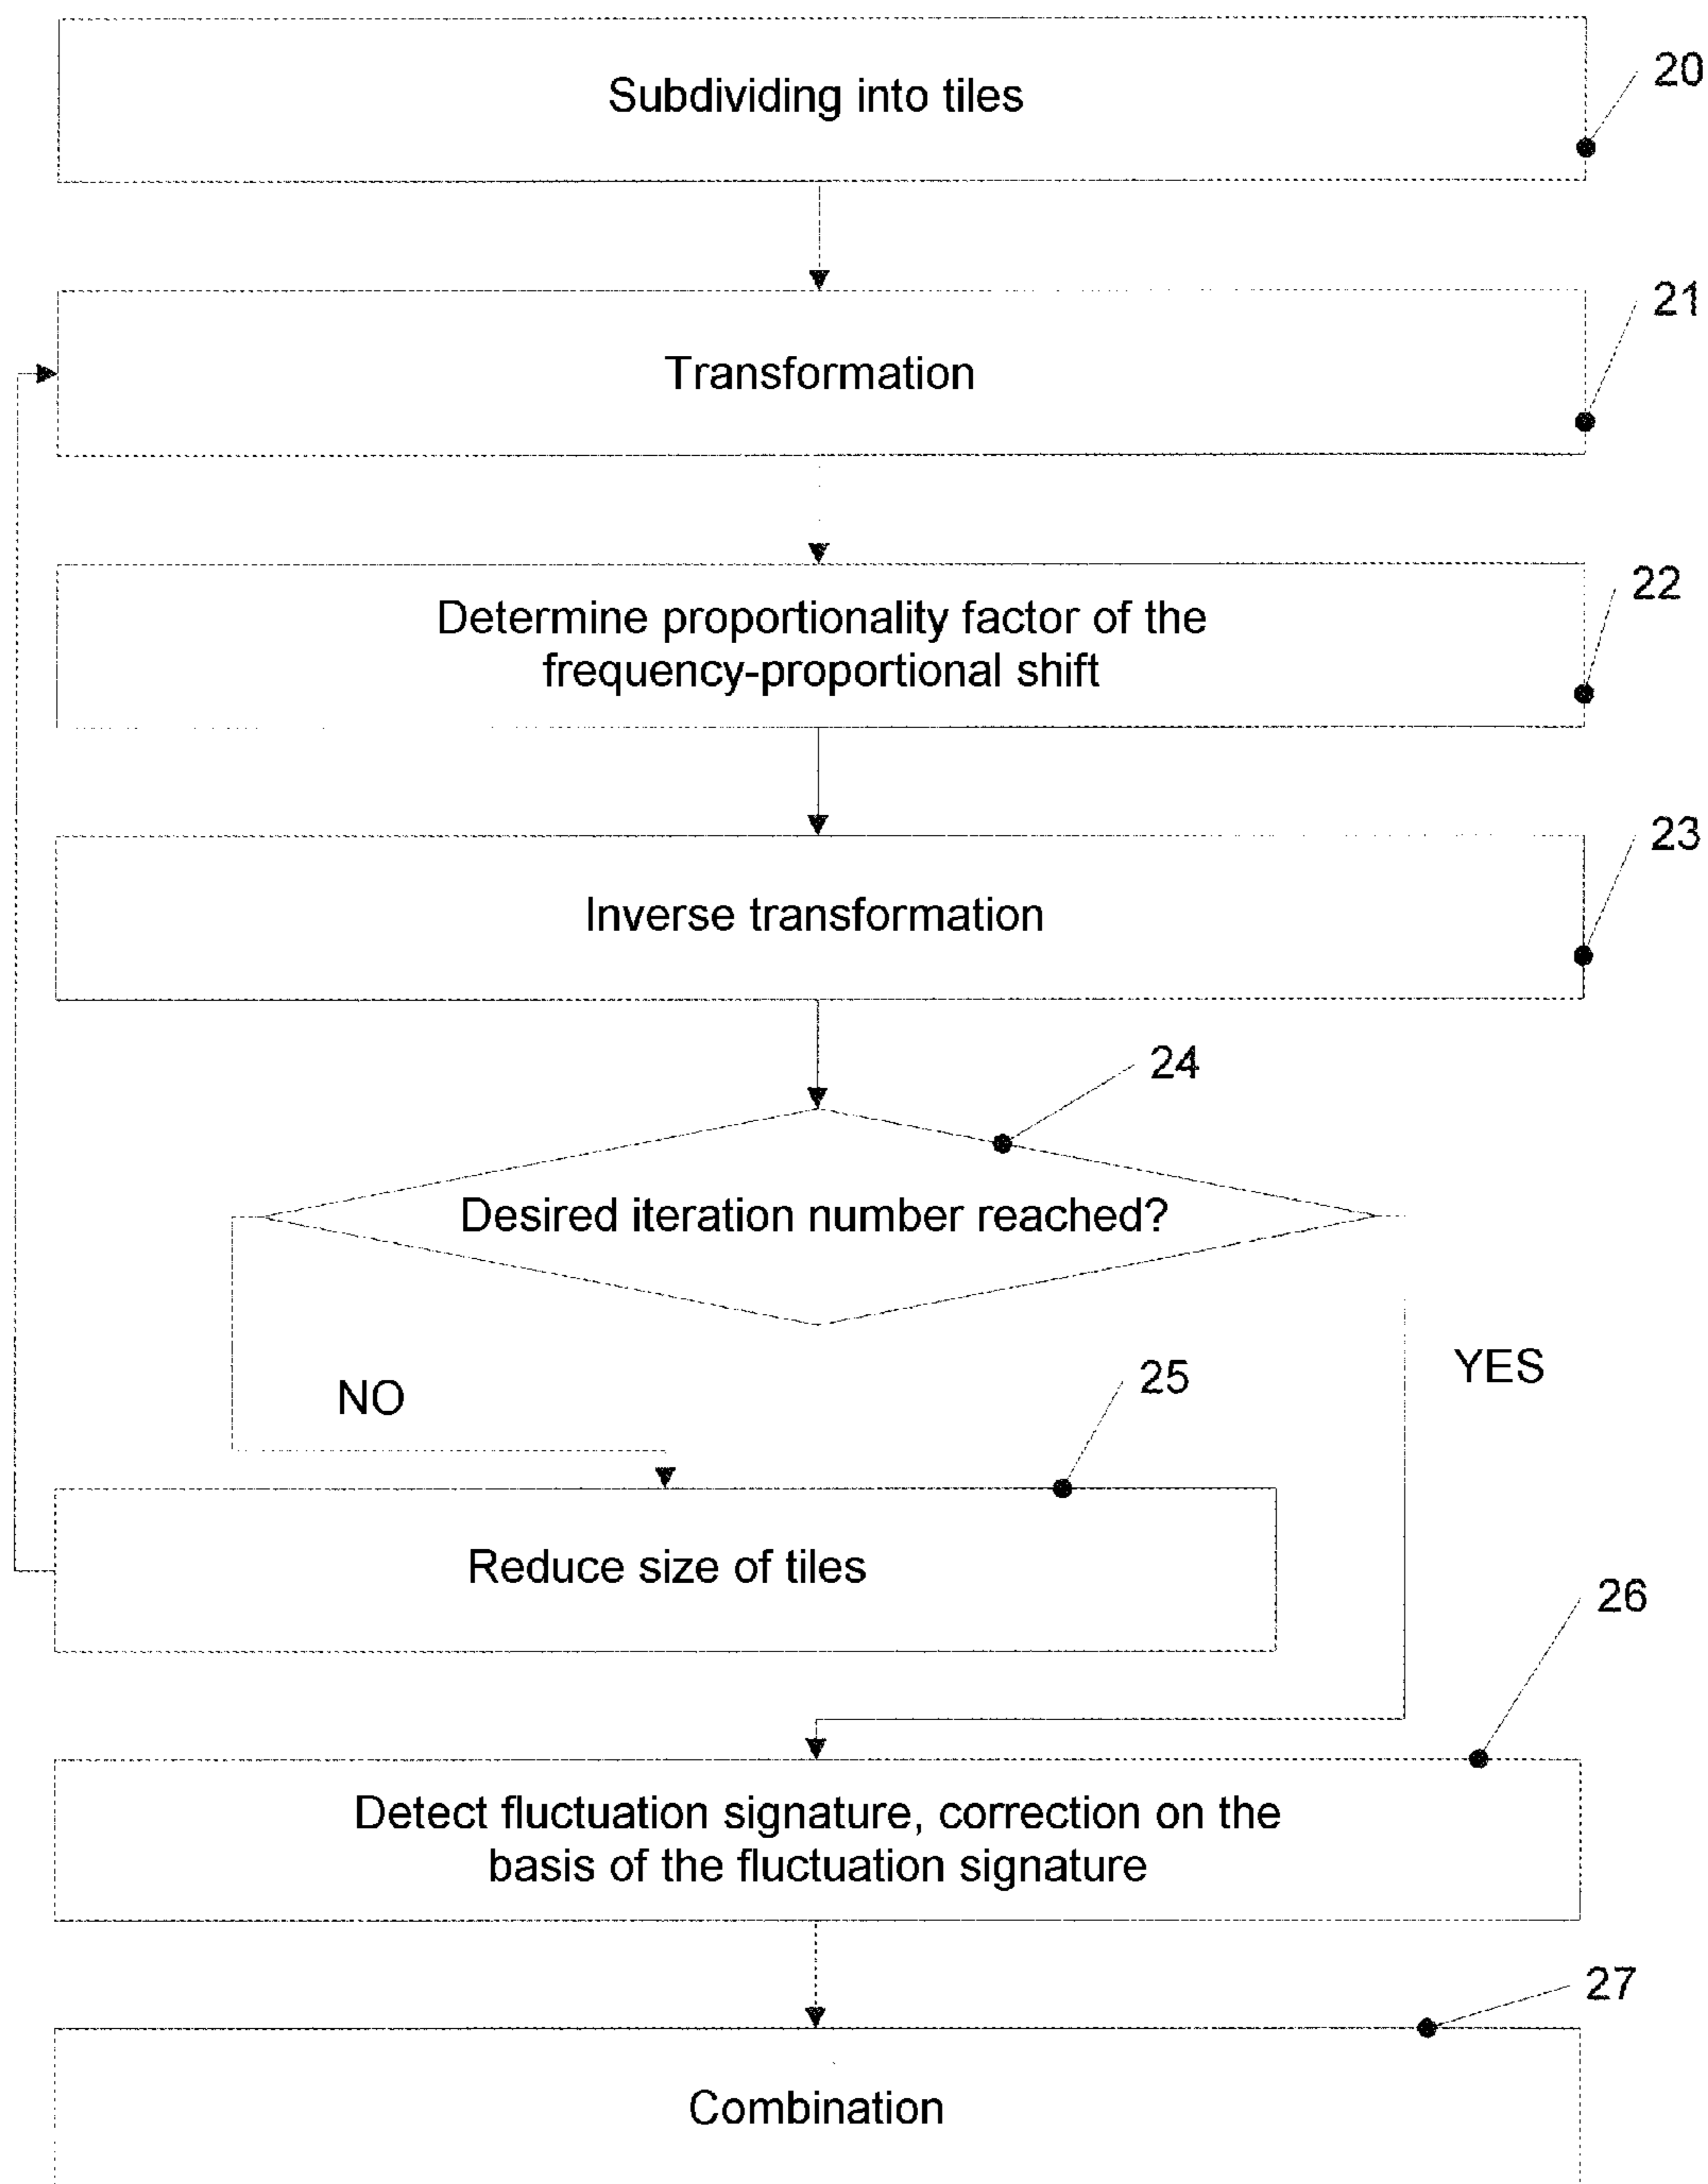 Subdividing into tiles
20
Transformation
21
Determine proportionality factor of the
frequency-proportional shift
22
Inverse transformation
23
24
Desired iteration number reached?
NO
YES
25
Reduce size of tiles
26
Detect fluctuation signature, correction on the
basis of the fluctuation signature
27
Combination